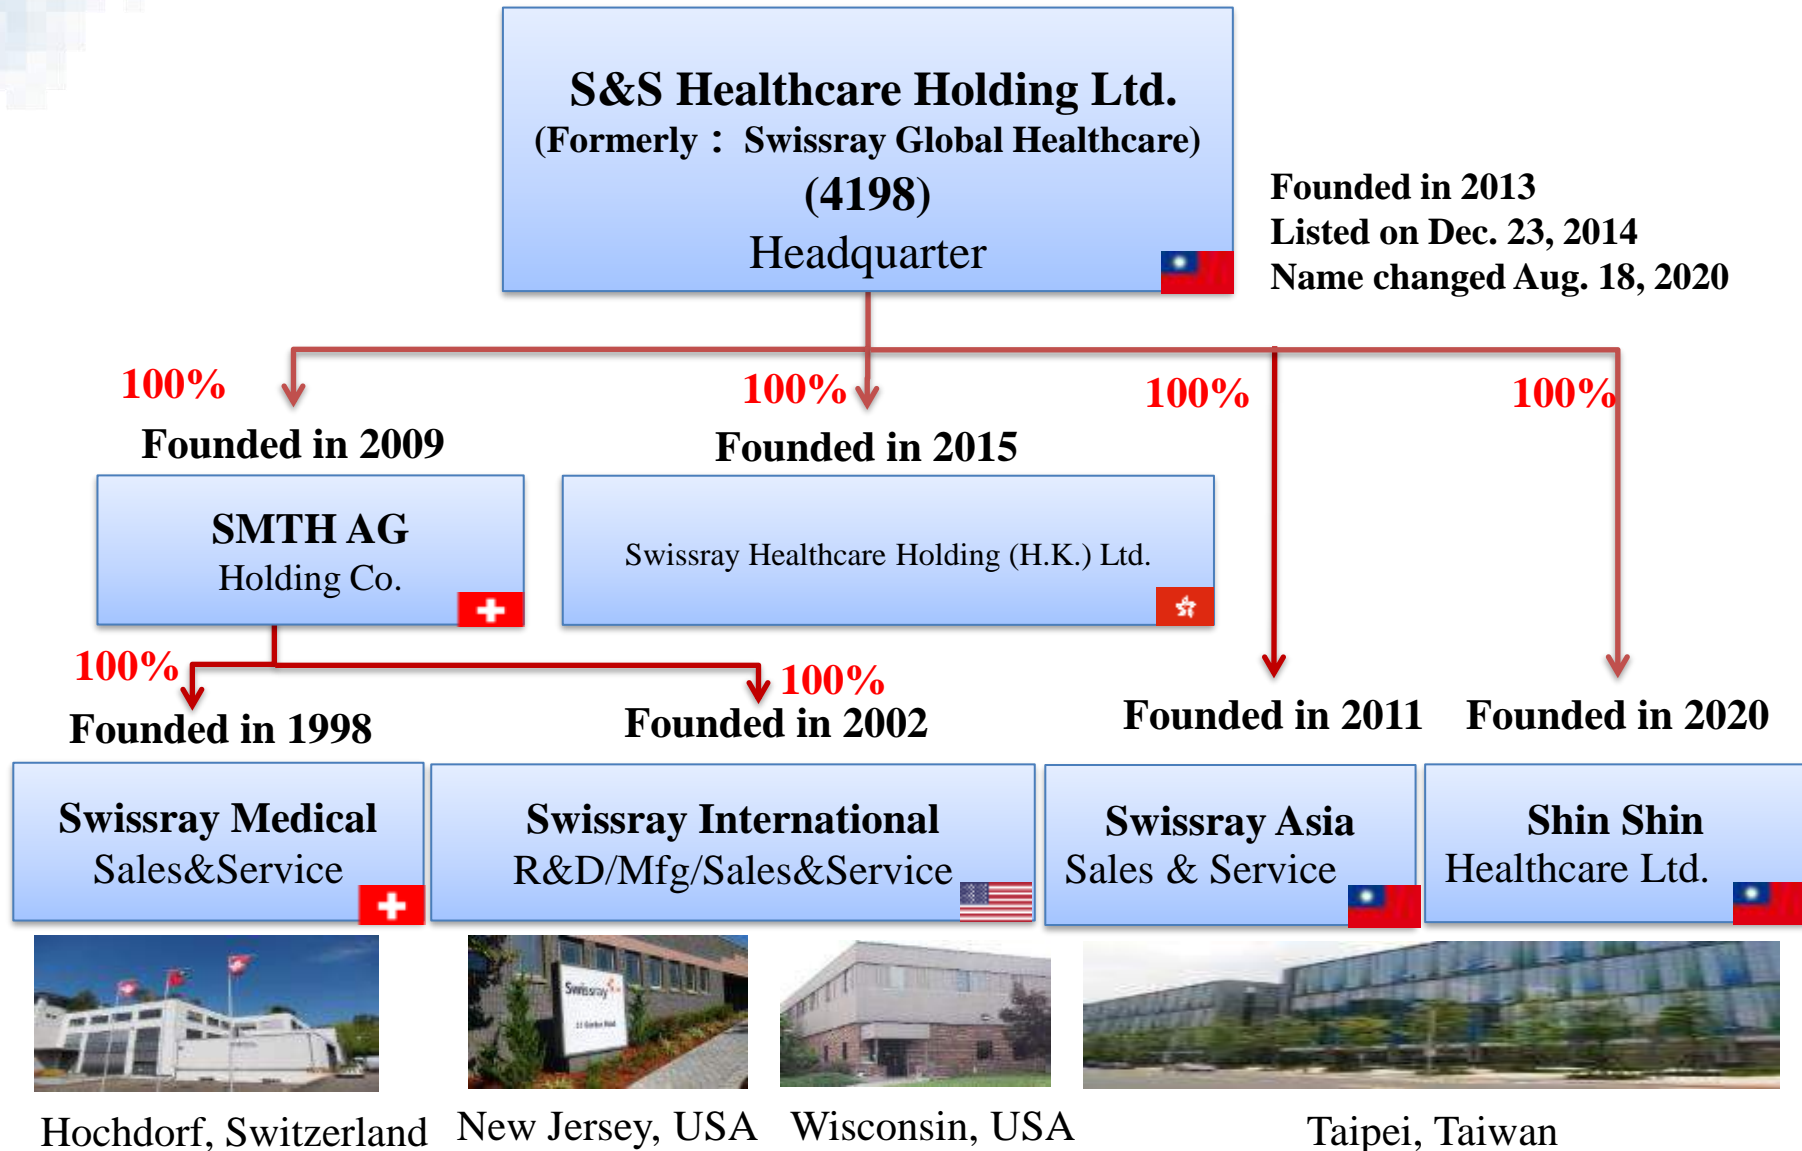 S&S Healthcare Holding Ltd.
(Formerly： Swissray Global Healthcare)
(4198)
Headquarter
Founded in 2013
Listed on Dec. 23, 2014
Name changed Aug. 18, 2020
100%
100%
100%
100%
Founded in 2009
Founded in 2015
SMTH AG
Holding Co.
Swissray Healthcare Holding (H.K.) Ltd.
100%
100%
Founded in 1998
Founded in 2002
Founded in 2011
Founded in 2020
Swissray Medical
Sales&Service
Swissray International
R&D/Mfg/Sales&Service
Swissray Asia
Sales & Service
Shin Shin
Healthcare Ltd.
Swissray
Hochdorf, Switzerland
New Jersey, USA
Wisconsin, USA
Taipei, Taiwan